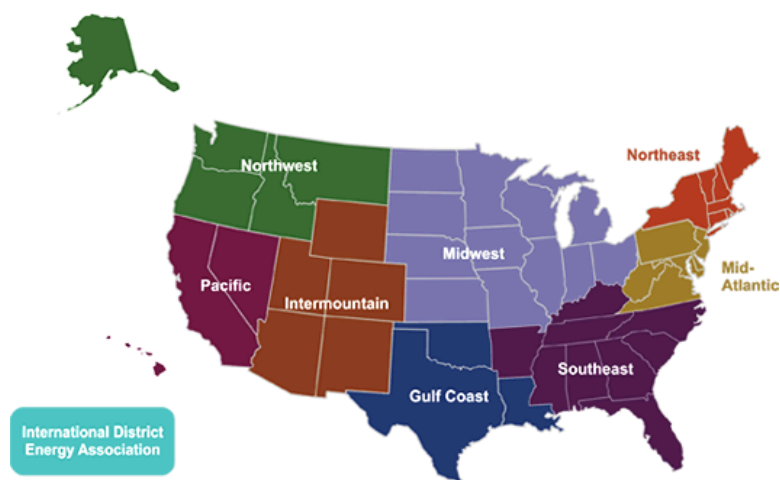 Northeast
Northwest
Midwest
Mid-
Atlantic
Pacific
Intermountain
Southeast
Gulf Coast
International District
Energy Association